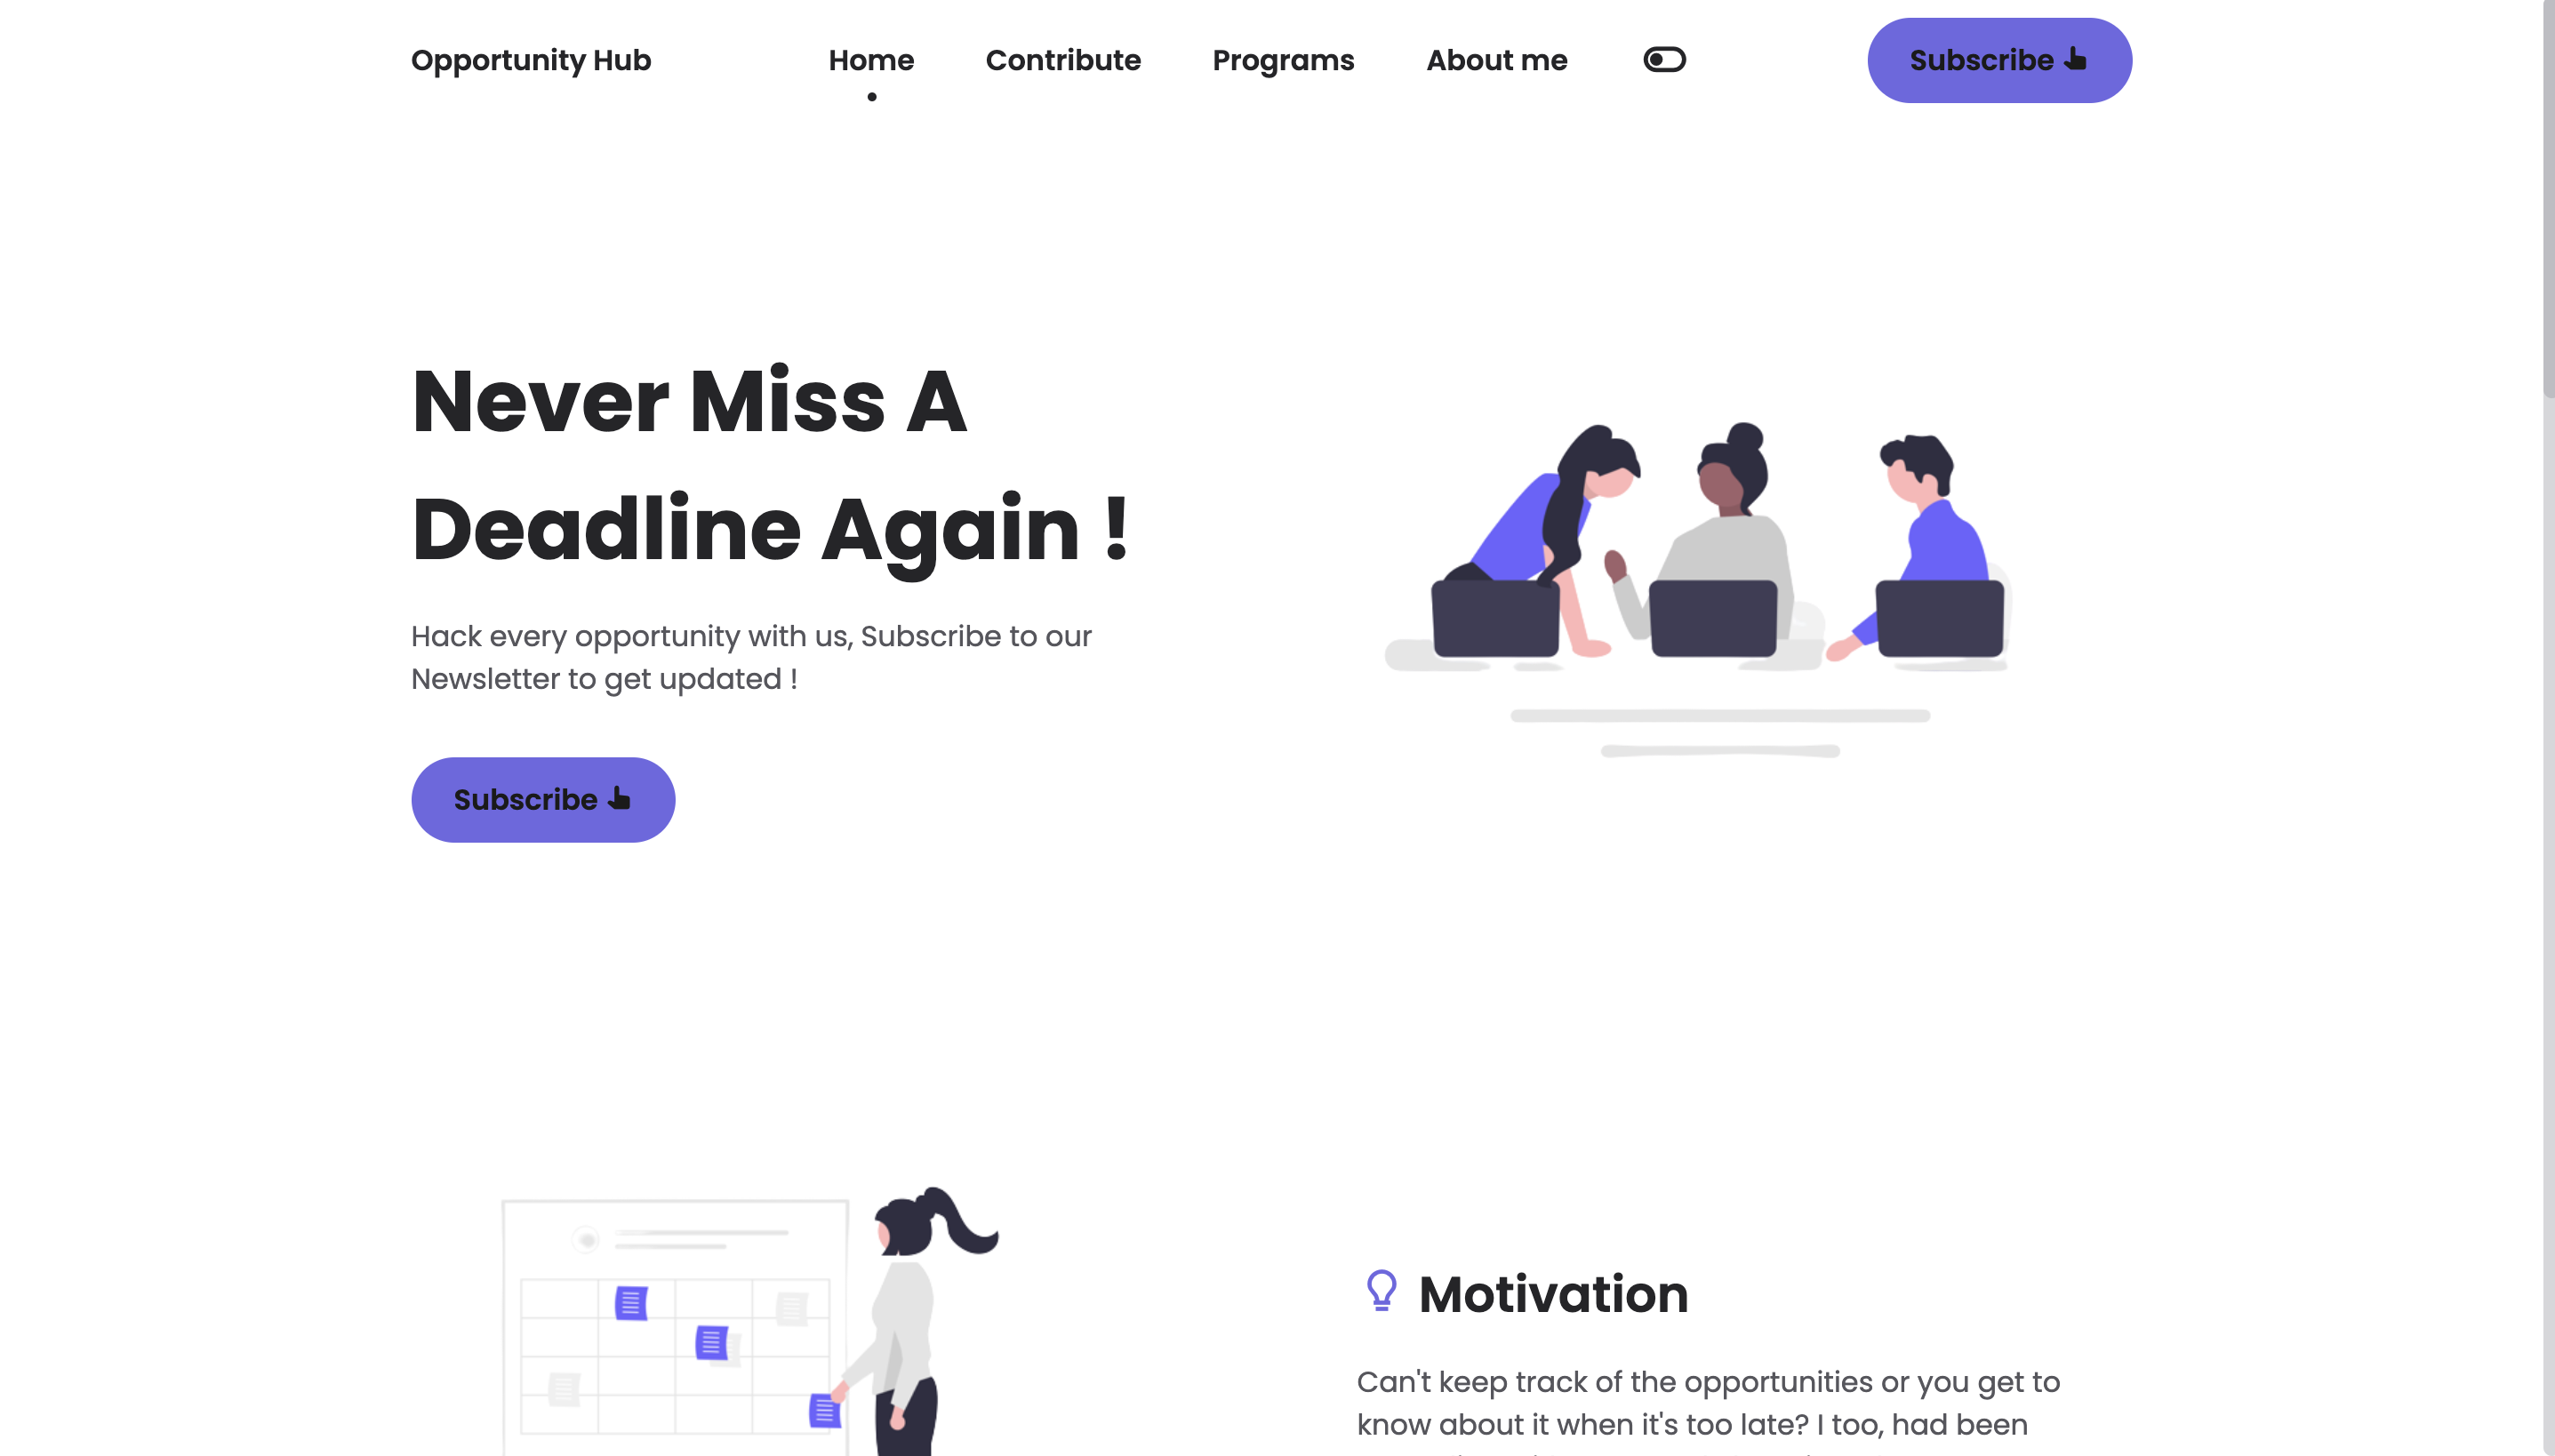 Opportunity Hub
Home
Contribute
Programs
About me
Subscribe
Never Miss A
Deadline Again !
Hack every opportunity with us, Subscribe to our
Newsletter to get updated !
Subscribe
Motivation
Can't keep track of the opportunities or you get to
know about it when it's too late? I too, had been